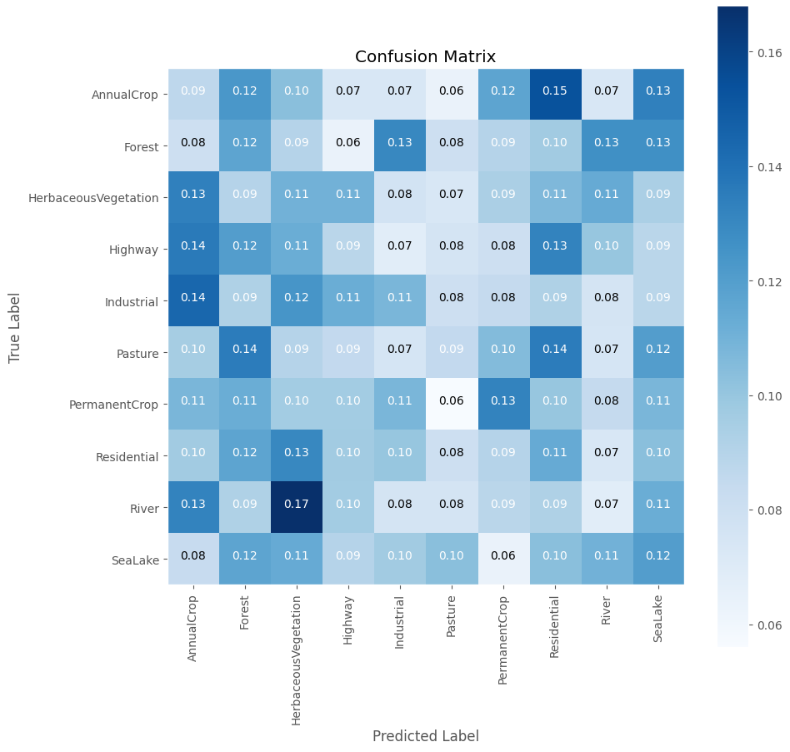 Confusion Matrix
AnnualCrop 0.09 0.12 0.10 0.07 0.07 0.06 0.12 0.15 0.07 0.13
Forest 0.08 0.12 0.09 0.06 0.13 0.08 0.09 0.10 0.13 0.13
HerbaceousVegetation 0.13 0.09 0.11 0.11 0.08 0.07 0.09 0.11 0.11 0.09
Highway 0.14 0.12 0.11 0.09 0.07 0.08 0.08 0.13 0.10 0.09
Industrial 0.14 0.09 0.12 0.11 0.11 0.08 0.08 0.09 0.08 0.09
Pasture 0.10 0.14 0.09 0.09 0.07 0.09 0.10 0.14 0.07 0.12
PermanentCrop 0.11 0.11 0.10 0.10 0.11 0.06 0.13 0.10 0.08 0.11
Residential 0.10 0.12 0.13 0.10 0.10 0.08 0.09 0.11 0.07 0.10
River 0.13 0.09 0.17 0.10 0.08 0.08 0.09 0.09 0.07 0.11
SeaLake 0.08 0.12 0.11 0.09 0.10 0.10 0.06 0.10 0.11 0.12
True Label
AnnualCrop
Forest
HerbaceousVegetation
Highway
Industrial
Pasture
PermanentCrop
Residential
River
SeaLake
Predicted Label
0.16
0.14
0.12
0.10
0.08
0.06